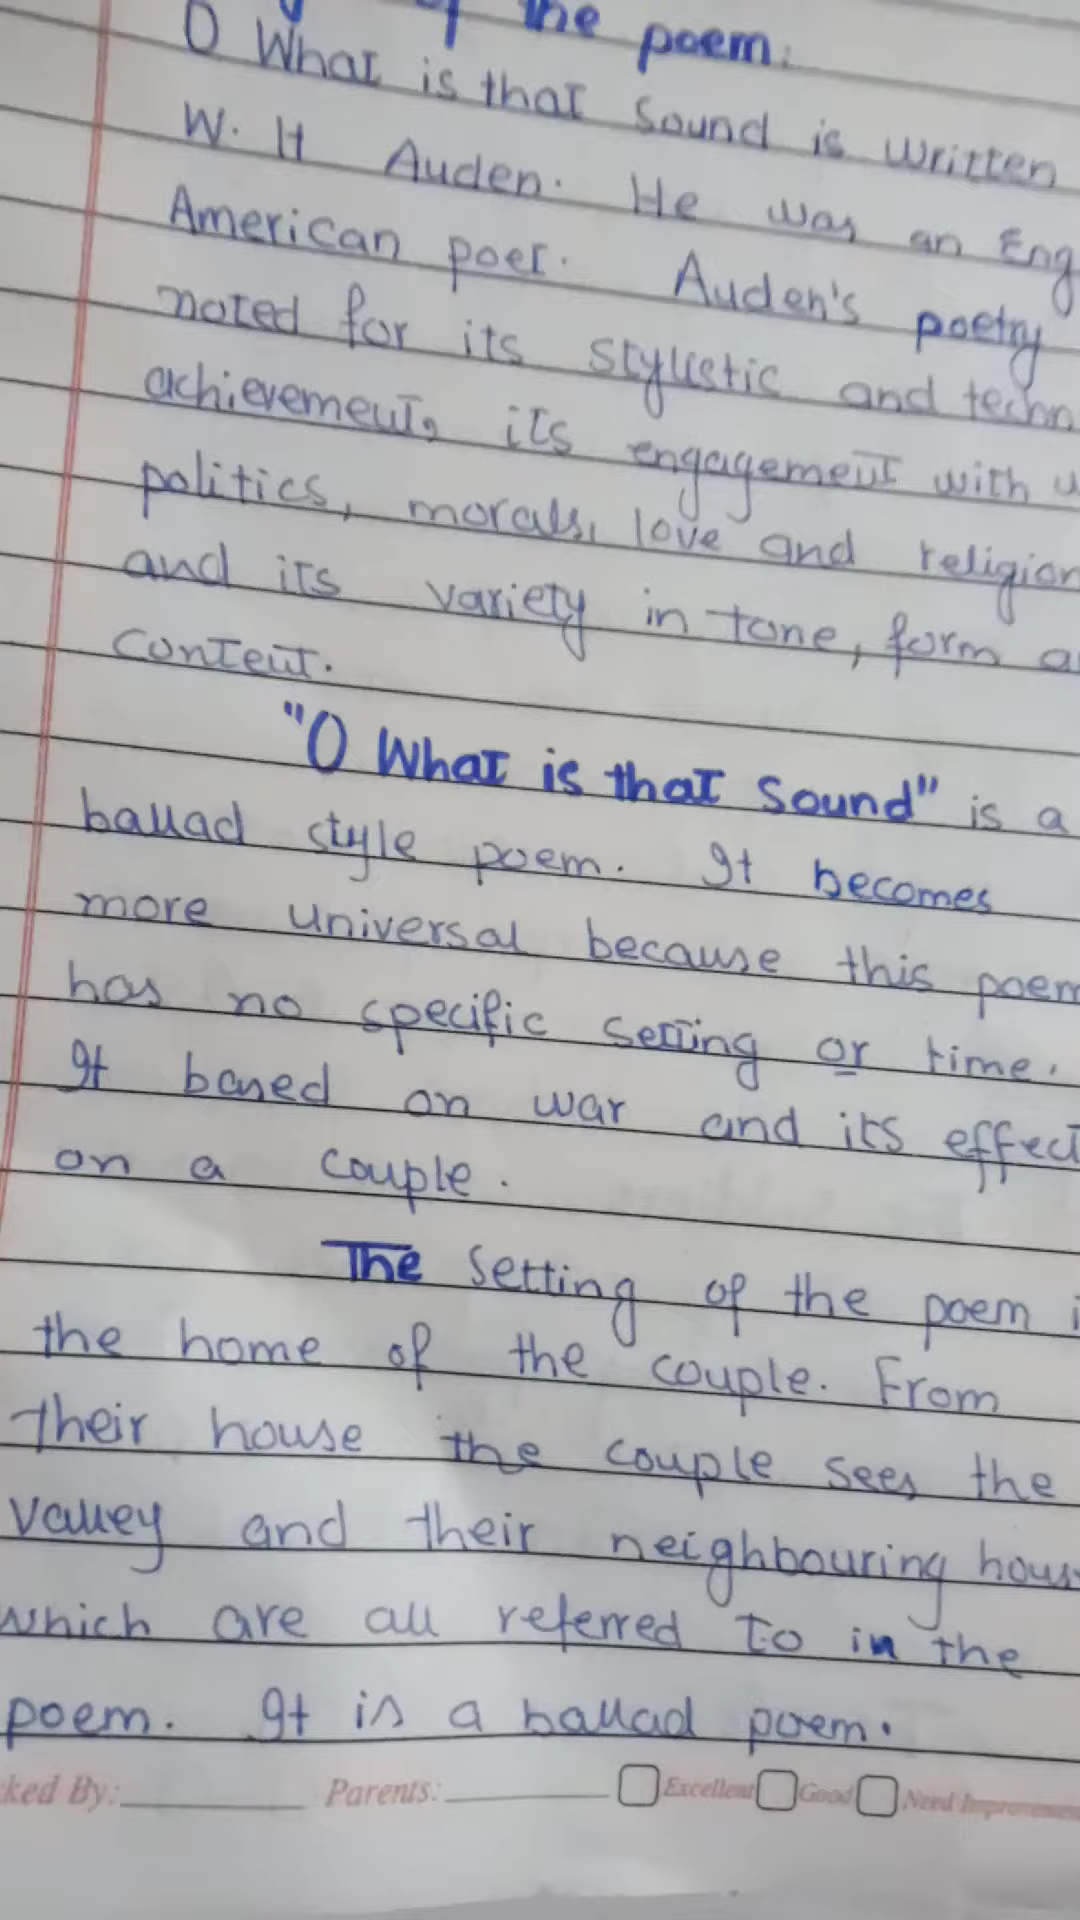 the poem.
O What is that Sound is written
W. H Auden. He was an Eng
American poet. Auden's poetry
noted for its stylistic and techn
achievement, its engagement with
politics, morals, love and religion
and its variety in tone, form a
Content.
"O What is that Sound" is a
ballad style poem. It becomes
more universal because this poem
has no specific setting or time.
It based on war and its effect
on a couple.
The Setting of the poem i
the home of the couple. From
their house the couple sees the
Valley and their neighbouring hous
which are all referred to in the
poem. It is a ballad poem.
ked By: Parents: Excellent Good Need Improvement